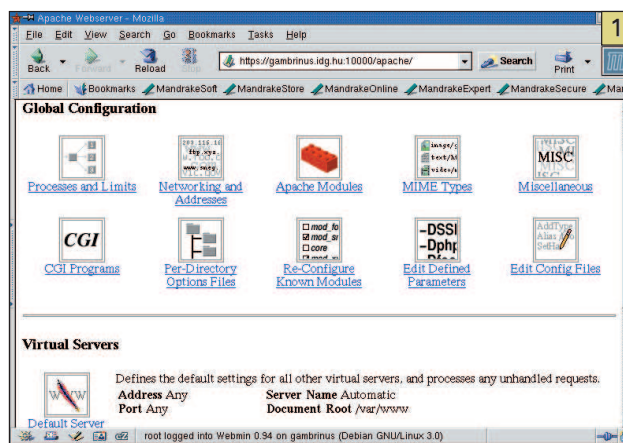 Apache Webserver - Mozilla
1
File Edit View Search Go Bookmarks Tasks Help
Back Forward Reload Stop https://gambrinus.idg.hu:10000/apache/ Search Print
Home Bookmarks MandrakeSoft MandrakeStore MandrakeOnline MandrakeExpert MandrakeSecure
Global Configuration
Processes and Limits
Networking and Addresses
Apache Modules
MIME Types
MISC
Miscellaneous
CGI
CGI Programs
Per-Directory Options Files
core
Re-Configure Known Modules
-DSSL
-Dphp
Edit Defined Parameters
AddType
Alias
Edit Config Files
Virtual Servers
WWW
Default Server
Defines the default settings for all other virtual servers, and processes any unhandled requests.
Address Any Server Name Automatic
Port Any Document Root /var/www
root logged into Webmin 0.94 on gambrinus (Debian GNU/Linux 3.0)